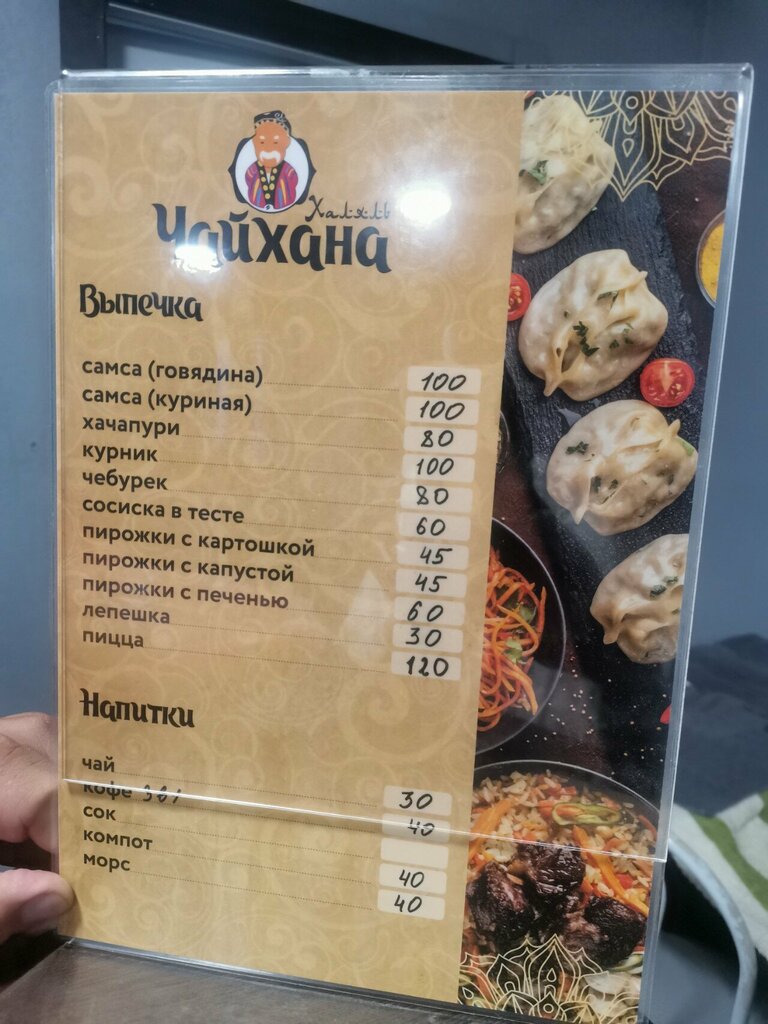 Халяль
Чайхана
Выпечка
самса (говядина) 100
самса (куриная) 100
хачапури 80
курник 100
чебурек 80
сосиска в тесте 60
пирожки с картошкой 45
пирожки с капустой 45
пирожки с печенью 60
лепешка 30
пицца 120
Напитки
чай 30
кофе 3в1 40
сок
компот 40
морс 40